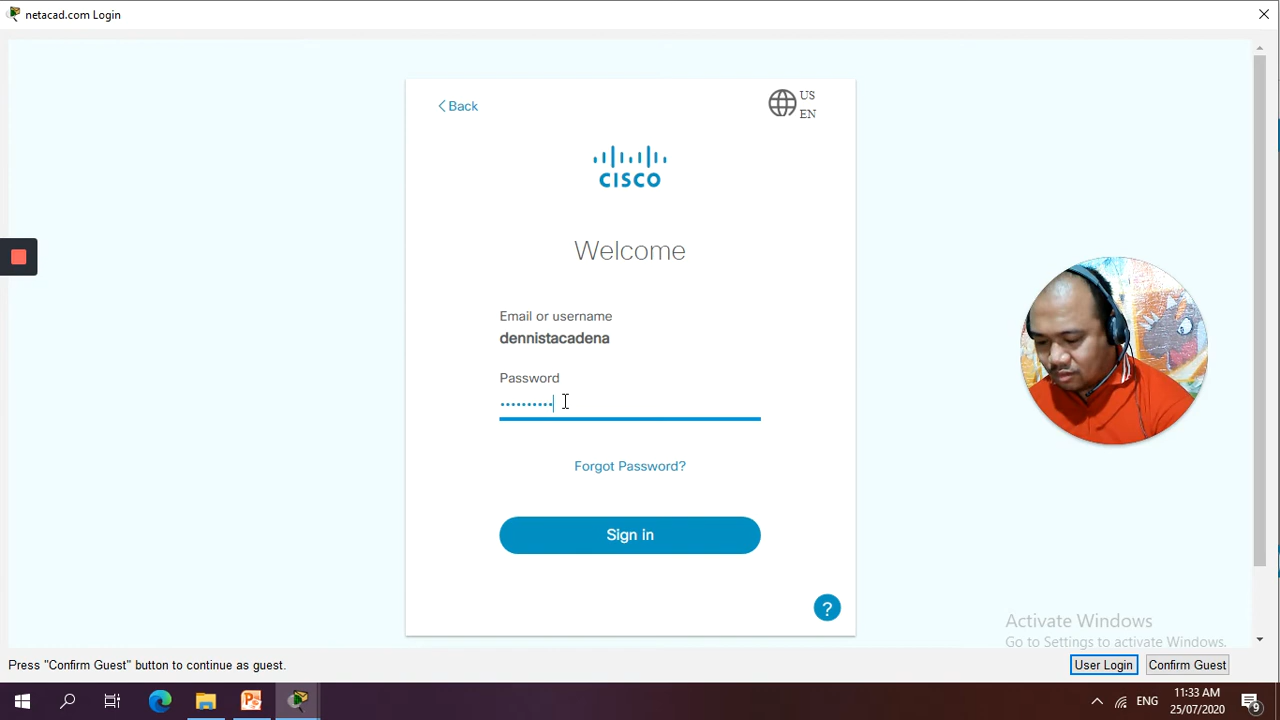 netacad.com Login
Back
US
EN
CISCO
Welcome
Email or username
dennistacadena
Password
••••••••••
Forgot Password?
Sign in
?
Activate Windows
Go to Settings to activate Windows.
Press "Confirm Guest" button to continue as guest.
User Login
Confirm Guest
ENG
11:33 AM
25/07/2020
9